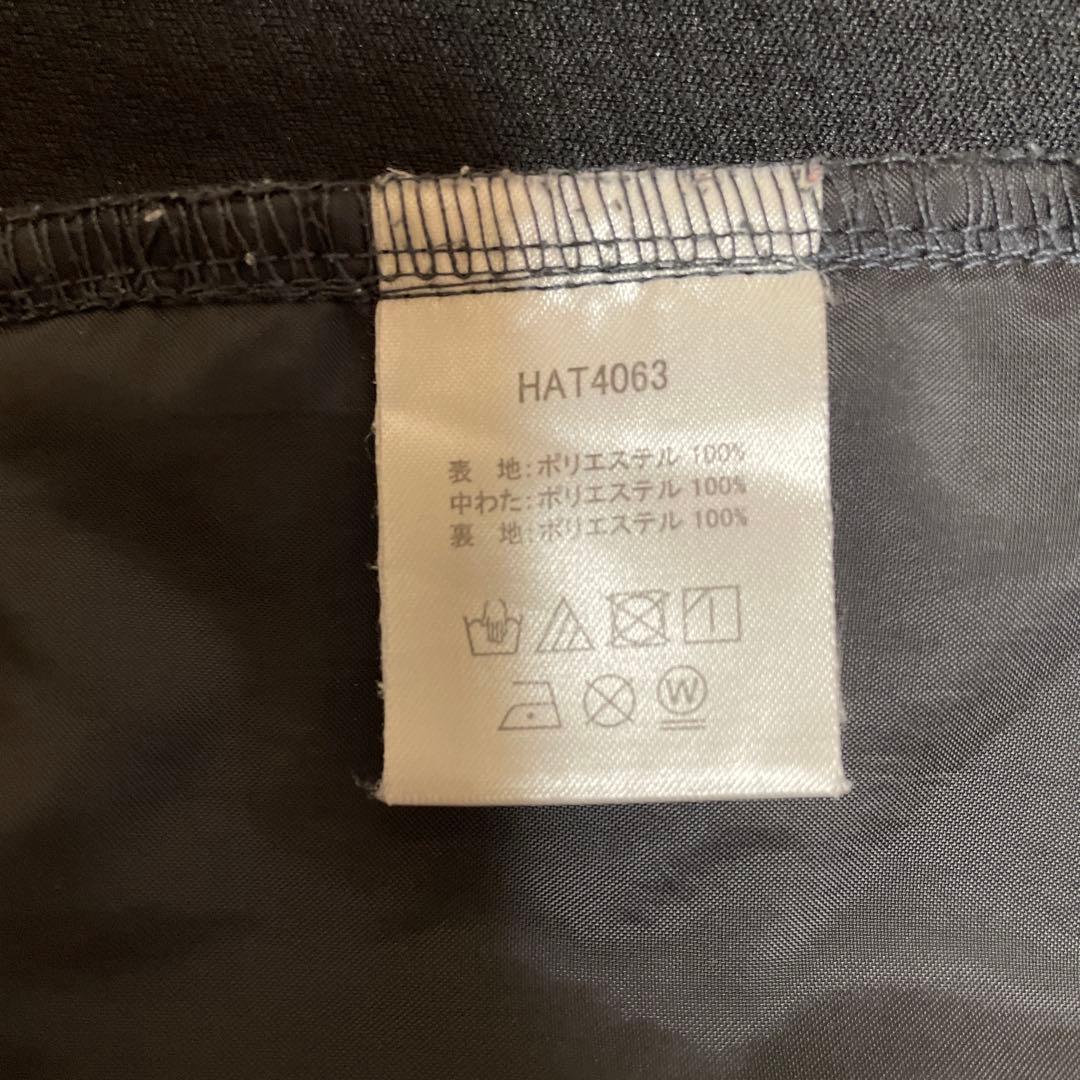 HAT4063
表 地:ポリエステル 100%
中わた:ポリエステル 100%
裏 地:ポリエステル 100%
W